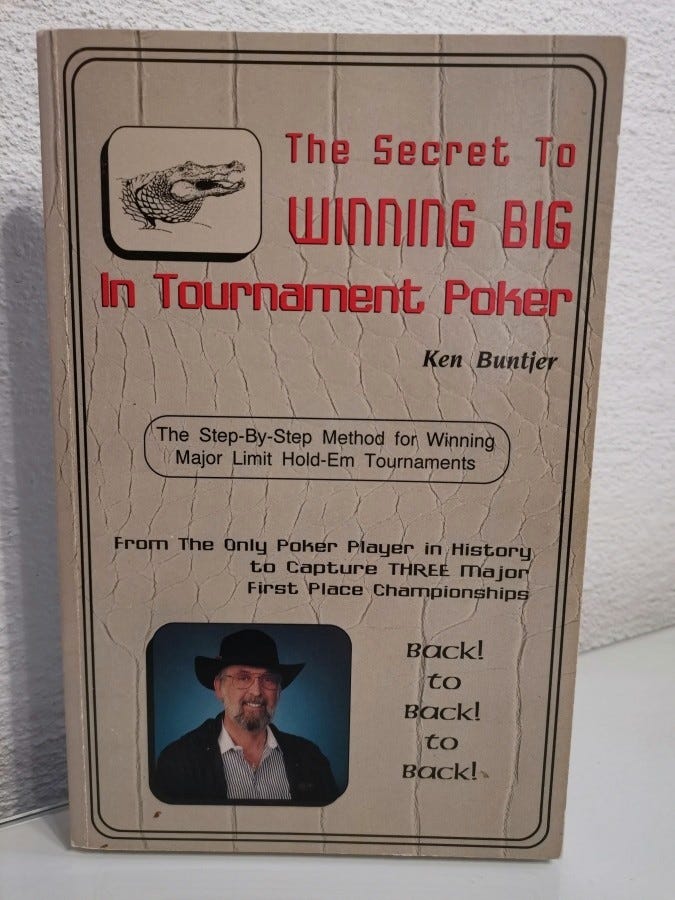 The Secret To
WINNING BIG
In Tournament Poker
Ken Buntjer
The Step-By-Step Method for Winning
Major Limit Hold-Em Tournaments
From The Only Poker Player in History
to Capture THREE Major
First Place Championships
Back!
to
Back!
to
Back!